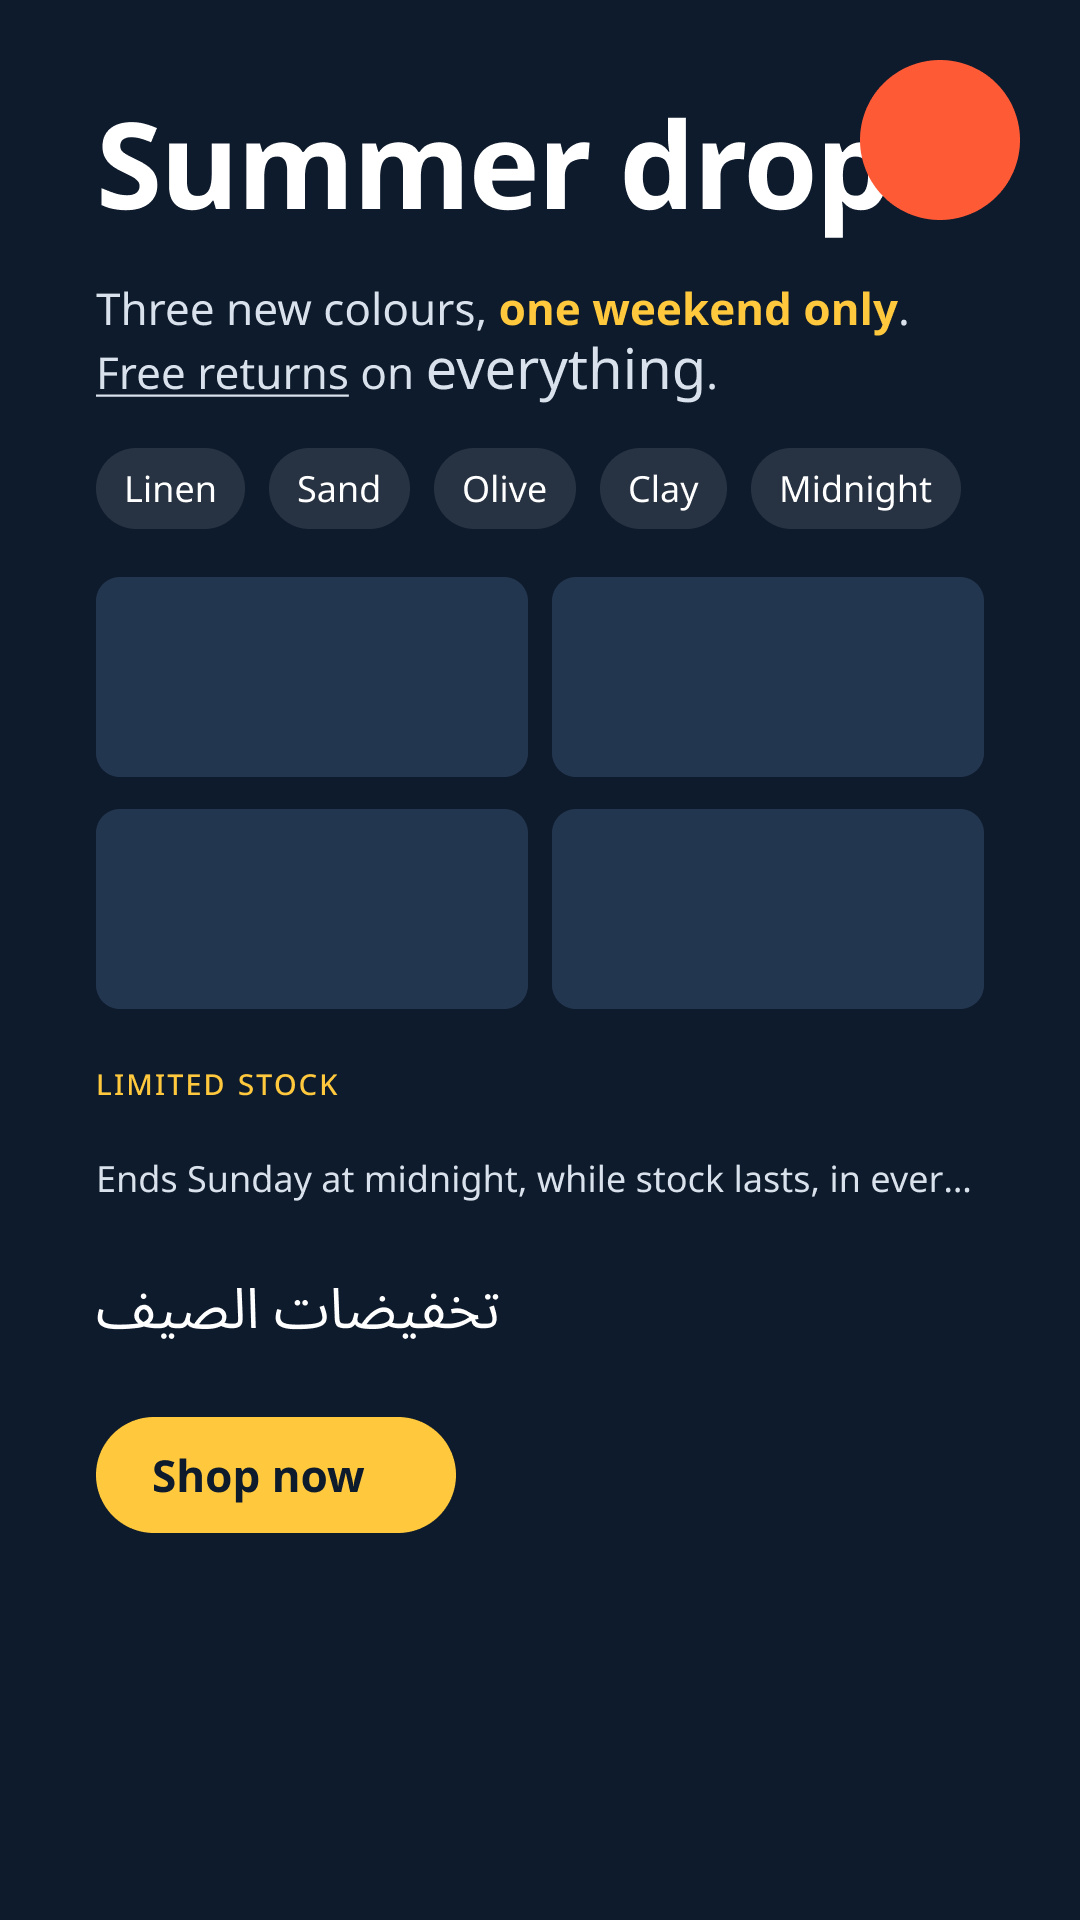 Summer drop
Three new colours, one weekend only.
Free returns on everything.
Linen
Sand
Olive
Clay
Midnight
LIMITED STOCK
Ends Sunday at midnight, while stock lasts, in ever…
تخفيضات الصيف
Shop now